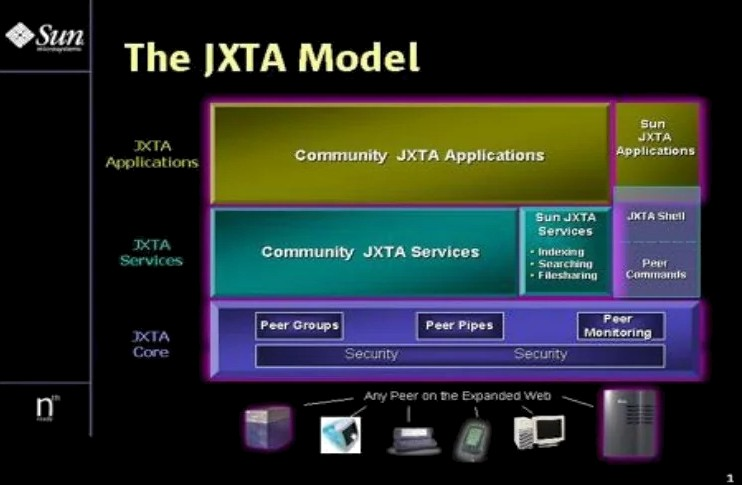 Sun
microsystems
The JXTA Model
JXTA
Applications
Community JXTA Applications
Sun
JXTA
Applications
JXTA
Services
Community JXTA Services
Sun JXTA
Services
• Indexing
• Searching
• Filesharing
JXTA Shell
Peer
Commands
JXTA
Core
Peer Groups
Peer Pipes
Peer
Monitoring
Security
Security
Any Peer on the Expanded Web
n
1